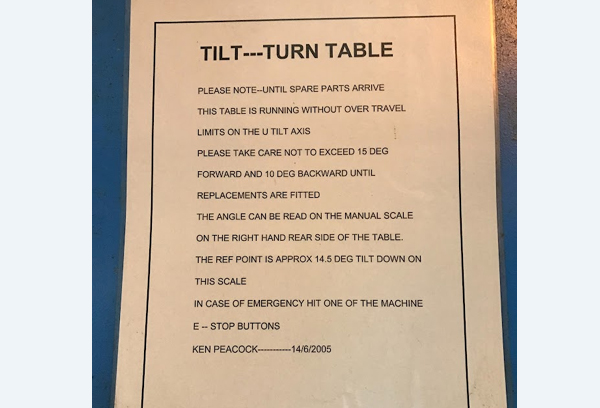 TILT---TURN TABLE
PLEASE NOTE--UNTIL SPARE PARTS ARRIVE
THIS TABLE IS RUNNING WITHOUT OVER TRAVEL
LIMITS ON THE U TILT AXIS
PLEASE TAKE CARE NOT TO EXCEED 15 DEG
FORWARD AND 10 DEG BACKWARD UNTIL
REPLACEMENTS ARE FITTED
THE ANGLE CAN BE READ ON THE MANUAL SCALE
ON THE RIGHT HAND REAR SIDE OF THE TABLE.
THE REF POINT IS APPROX 14.5 DEG TILT DOWN ON
THIS SCALE
IN CASE OF EMERGENCY HIT ONE OF THE MACHINE
E -- STOP BUTTONS
KEN PEACOCK-----------14/6/2005